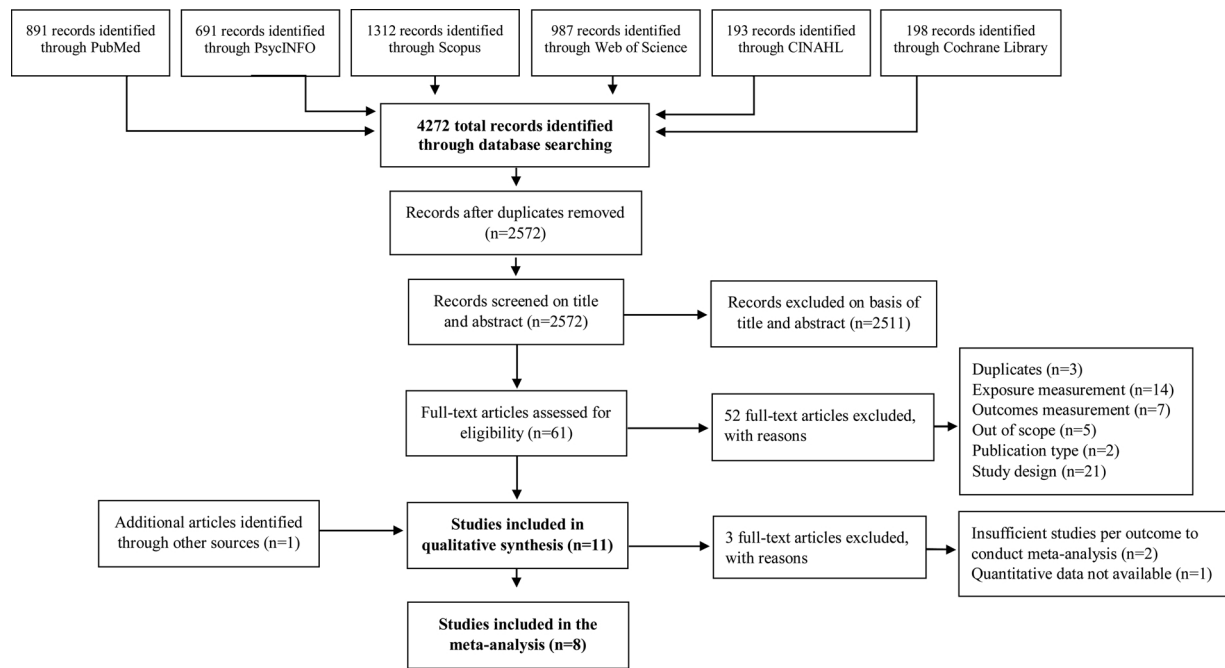 891 records identified
through PubMed
691 records identified
through PsycINFO
1312 records identified
through Scopus
987 records identified
through Web of Science
193 records identified
through CINAHL
198 records identified
through Cochrane Library
4272 total records identified
through database searching
Records after duplicates removed
(n=2572)
Records screened on title
and abstract (n=2572)
Records excluded on basis of
title and abstract (n=2511)
Full-text articles assessed for
eligibility (n=61)
52 full-text articles excluded,
with reasons
Duplicates (n=3)
Exposure measurement (n=14)
Outcomes measurement (n=7)
Out of scope (n=5)
Publication type (n=2)
Study design (n=21)
Additional articles identified
through other sources (n=1)
Studies included in
qualitative synthesis (n=11)
3 full-text articles excluded,
with reasons
Insufficient studies per outcome to
conduct meta-analysis (n=2)
Quantitative data not available (n=1)
Studies included in the
meta-analysis (n=8)